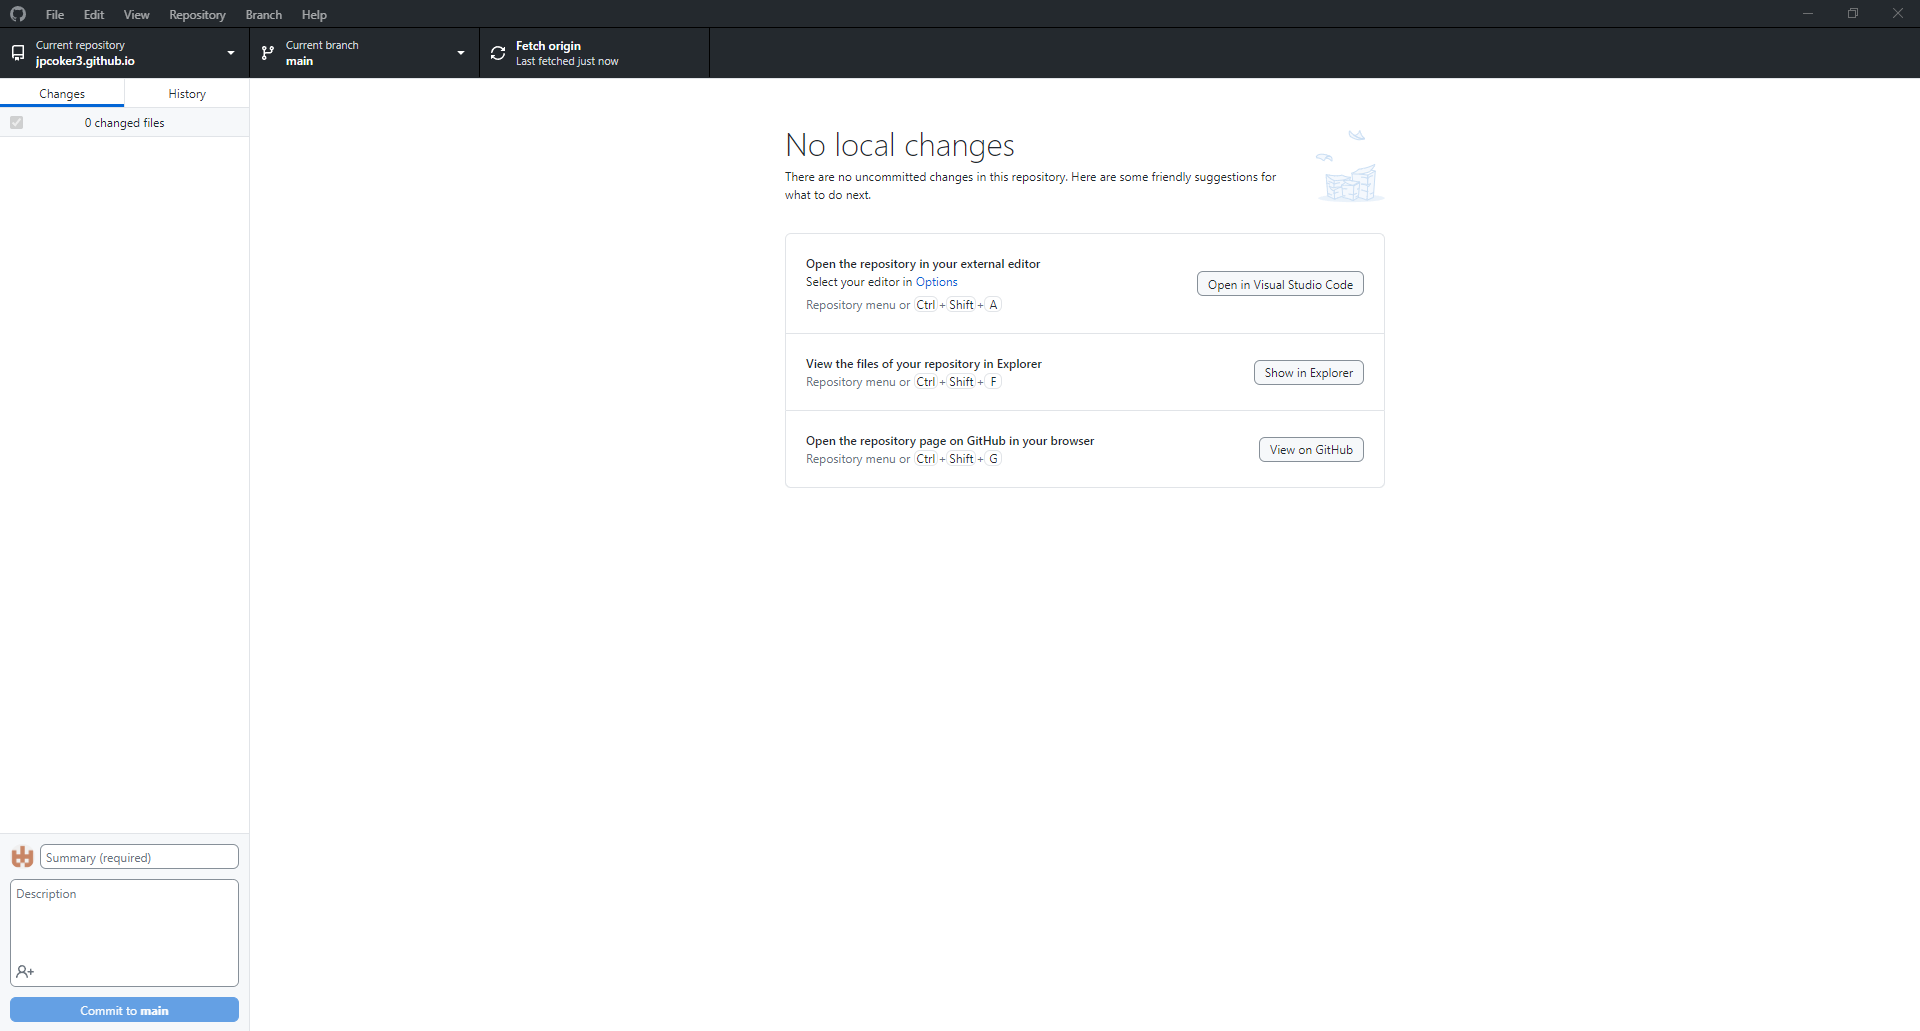 File Edit View Repository Branch Help
Current repository
jpcoker3.github.io
Current branch
main
Fetch origin
Last fetched just now
Changes History
0 changed files
No local changes
There are no uncommitted changes in this repository. Here are some friendly suggestions for
what to do next.
Open the repository in your external editor
Select your editor in Options
Repository menu or Ctrl + Shift + A
Open in Visual Studio Code
View the files of your repository in Explorer
Repository menu or Ctrl + Shift + F
Show in Explorer
Open the repository page on GitHub in your browser
Repository menu or Ctrl + Shift + G
View on GitHub
Summary (required)
Description
Commit to main